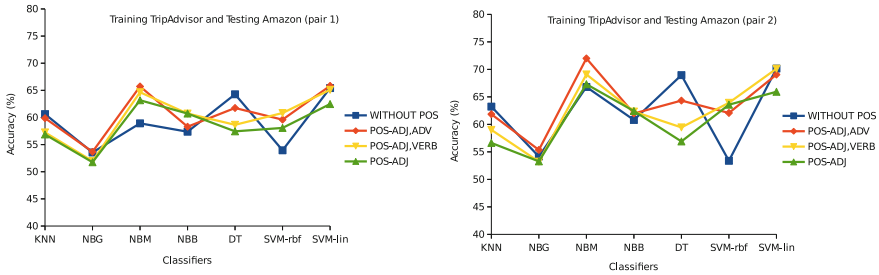 Training TripAdvisor and Testing Amazon (pair 1)
80
75
70
65
60
55
50
45
40
Accuracy (%)
KNN NBG NBM NBB DT SVM-rbf SVM-lin
Classifiers
WITHOUT POS
POS-ADJ,ADV
POS-ADJ,VERB
POS-ADJ
Training TripAdvisor and Testing Amazon (pair 2)
80
75
70
65
60
55
50
45
40
Accuracy (%)
KNN NBG NBM NBB DT SVM-rbf SVM-lin
Classifiers
WITHOUT POS
POS-ADJ,ADV
POS-ADJ,VERB
POS-ADJ